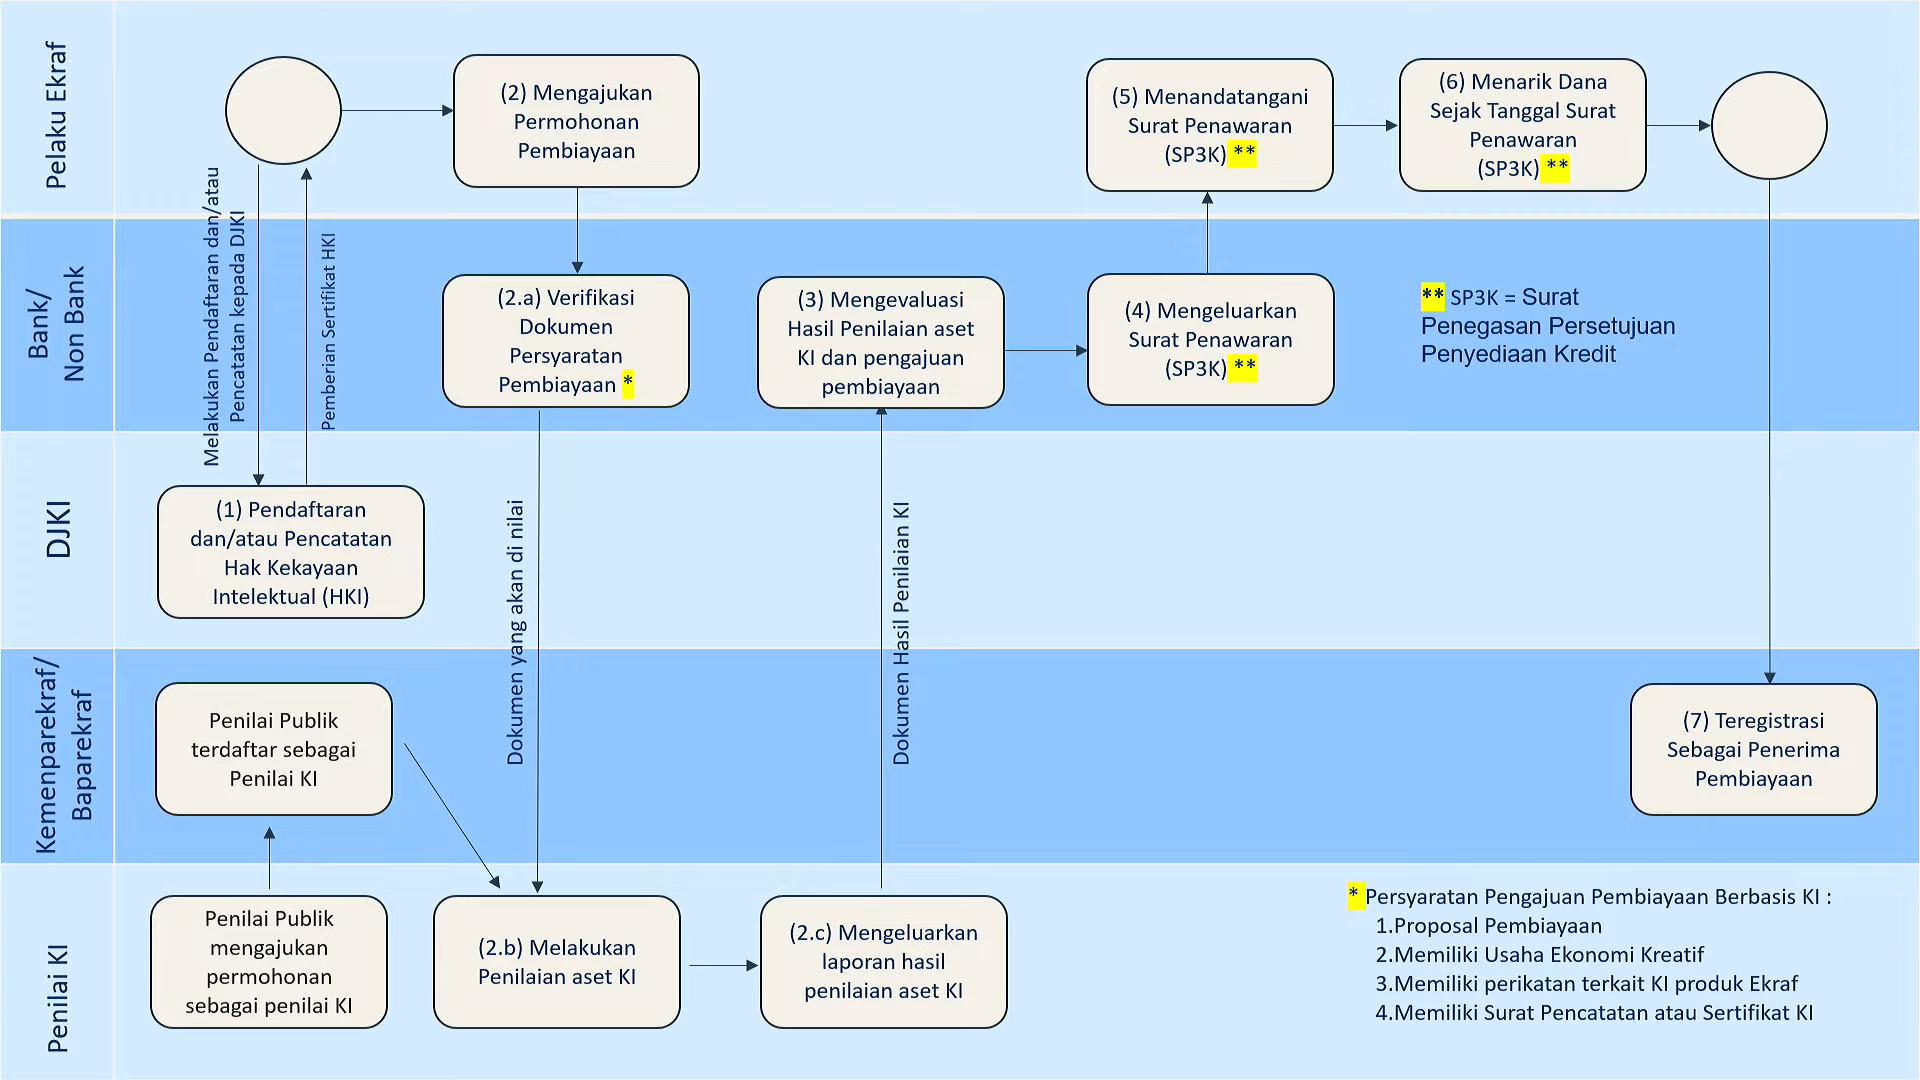 Pelaku Ekraf
(2) Mengajukan
Permohonan
Pembiayaan
(5) Menandatangani
Surat Penawaran
(SP3K) **
(6) Menarik Dana
Sejak Tanggal Surat
Penawaran
(SP3K) **
Melakukan Pendaftaran dan/atau
Pencatatan kepada DJKI
Pemberian Sertifikat HKI
Bank/
Non Bank
(2.a) Verifikasi
Dokumen
Persyaratan
Pembiayaan *
(3) Mengevaluasi
Hasil Penilaian aset
KI dan pengajuan
pembiayaan
(4) Mengeluarkan
Surat Penawaran
(SP3K) **
** SP3K = Surat
Penegasan Persetujuan
Penyediaan Kredit
DJKI
(1) Pendaftaran
dan/atau Pencatatan
Hak Kekayaan
Intelektual (HKI)
Dokumen yang akan di nilai
Dokumen Hasil Penilaian KI
Kemenparekraf/
Baparekraf
Penilai Publik
terdaftar sebagai
Penilai KI
(7) Teregistrasi
Sebagai Penerima
Pembiayaan
Penilai KI
Penilai Publik
mengajukan
permohonan
sebagai penilai KI
(2.b) Melakukan
Penilaian aset KI
(2.c) Mengeluarkan
laporan hasil
penilaian aset KI
* Persyaratan Pengajuan Pembiayaan Berbasis KI :
1.Proposal Pembiayaan
2.Memiliki Usaha Ekonomi Kreatif
3.Memiliki perikatan terkait KI produk Ekraf
4.Memiliki Surat Pencatatan atau Sertifikat KI